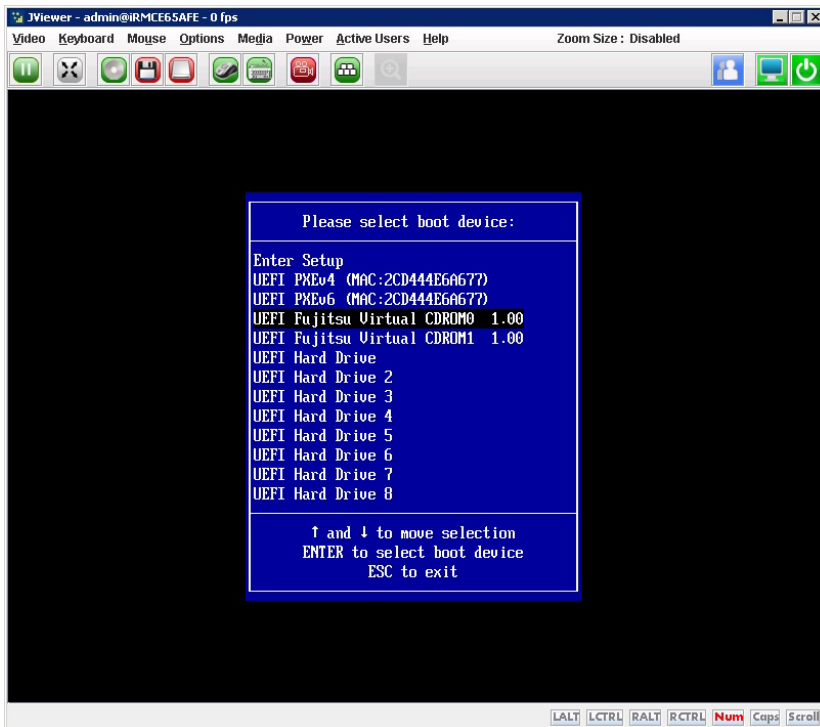 JViewer - admin@iRMCE65AFE - 0 fps
Video Keyboard Mouse Options Media Power Active Users Help Zoom Size : Disabled
Please select boot device:
Enter Setup
UEFI PXEv4 (MAC:2CD444E6A677)
UEFI PXEv6 (MAC:2CD444E6A677)
UEFI Fujitsu Virtual CDROM0 1.00
UEFI Fujitsu Virtual CDROM1 1.00
UEFI Hard Drive
UEFI Hard Drive 2
UEFI Hard Drive 3
UEFI Hard Drive 4
UEFI Hard Drive 5
UEFI Hard Drive 6
UEFI Hard Drive 7
UEFI Hard Drive 8
↑ and ↓ to move selection
ENTER to select boot device
ESC to exit
LALT LCTRL RALT RCTRL Num Caps Scroll